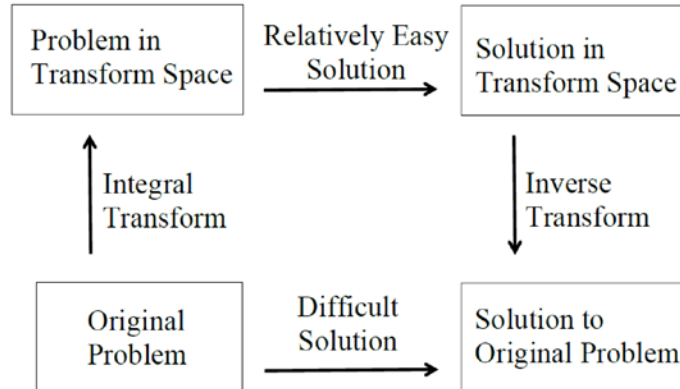 Problem in
Transform Space
Relatively Easy
Solution
Solution in
Transform Space
Integral
Transform
Inverse
Transform
Original
Problem
Difficult
Solution
Solution to
Original Problem